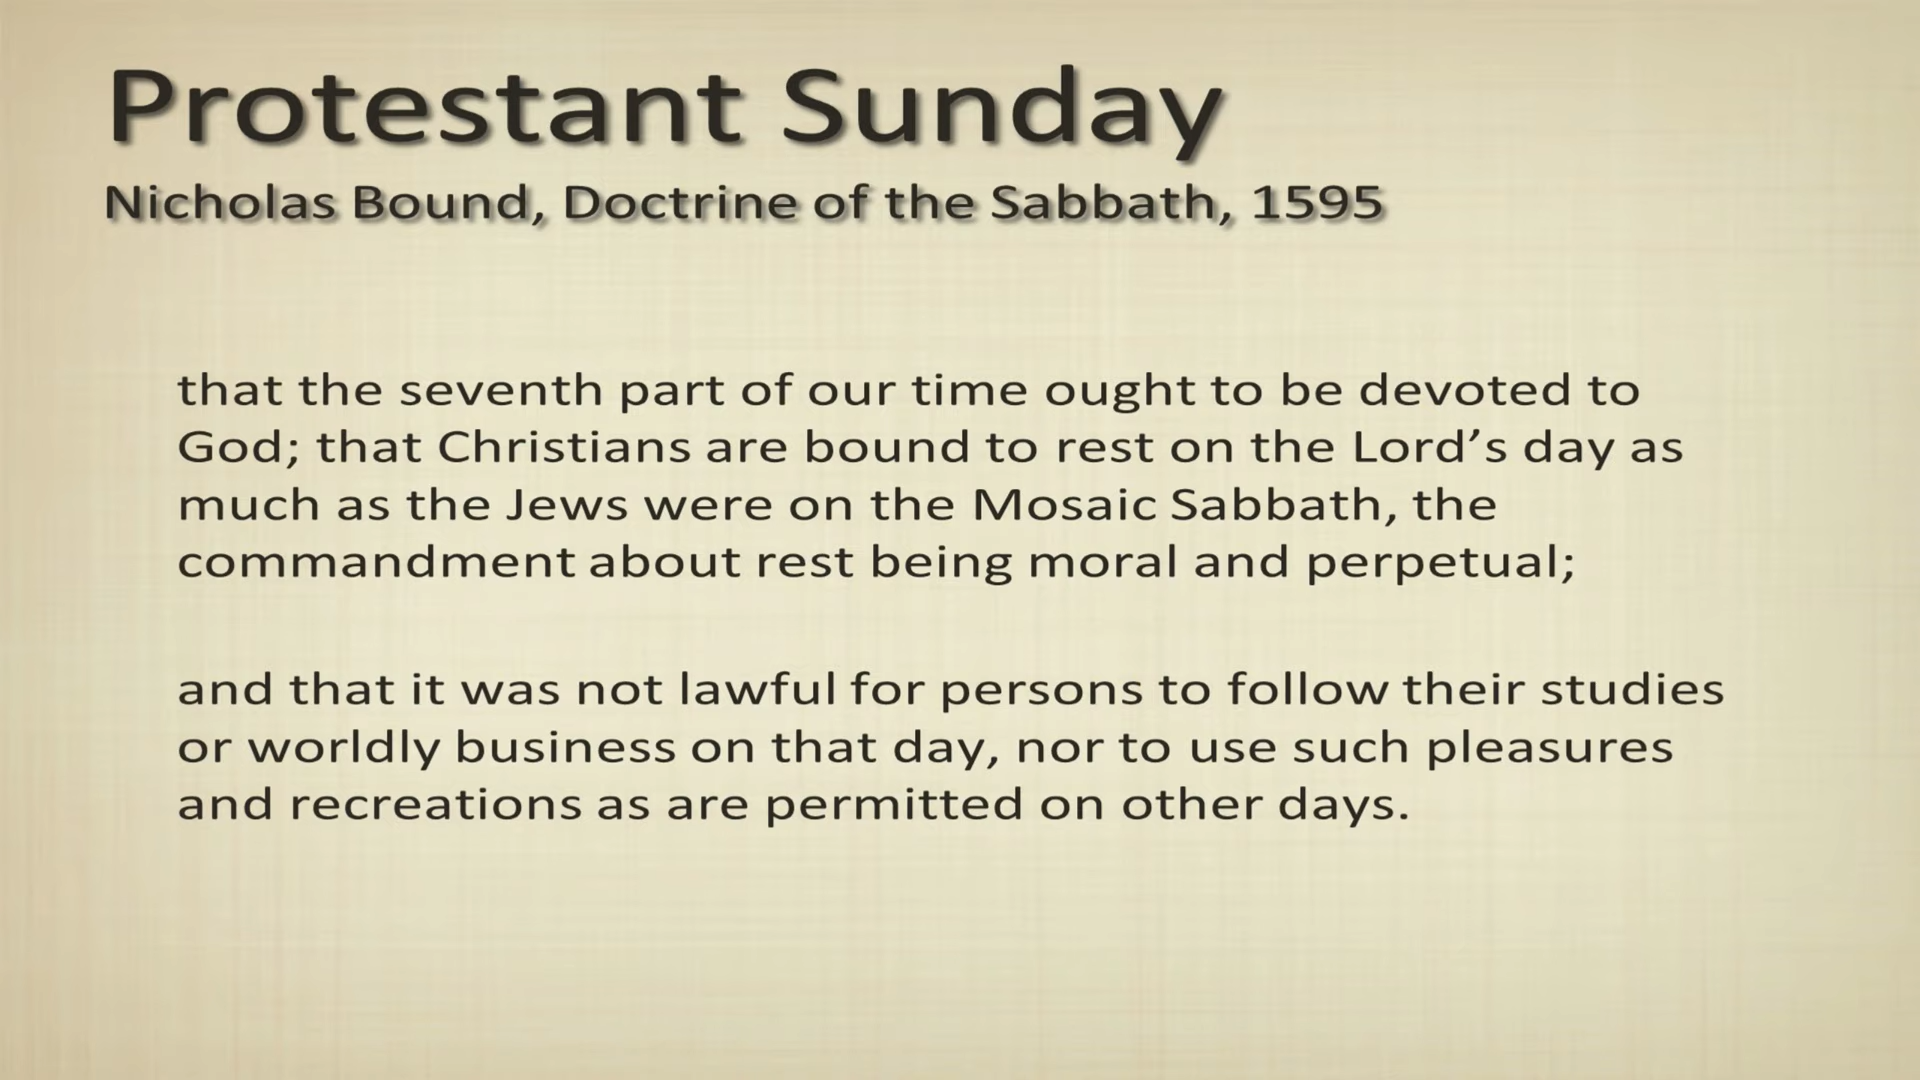 Protestant Sunday
Nicholas Bound, Doctrine of the Sabbath, 1595
that the seventh part of our time ought to be devoted to
God; that Christians are bound to rest on the Lord’s day as
much as the Jews were on the Mosaic Sabbath, the
commandment about rest being moral and perpetual;
and that it was not lawful for persons to follow their studies
or worldly business on that day, nor to use such pleasures
and recreations as are permitted on other days.